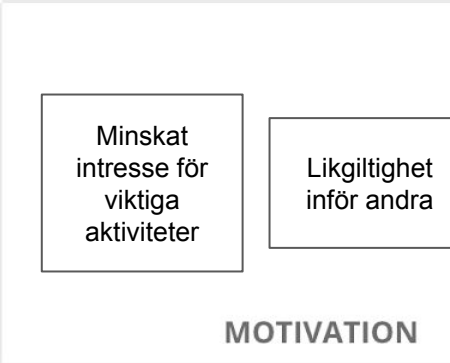 Minskat
intresse för
viktiga
aktiviteter
Likgiltighet
inför andra
MOTIVATION